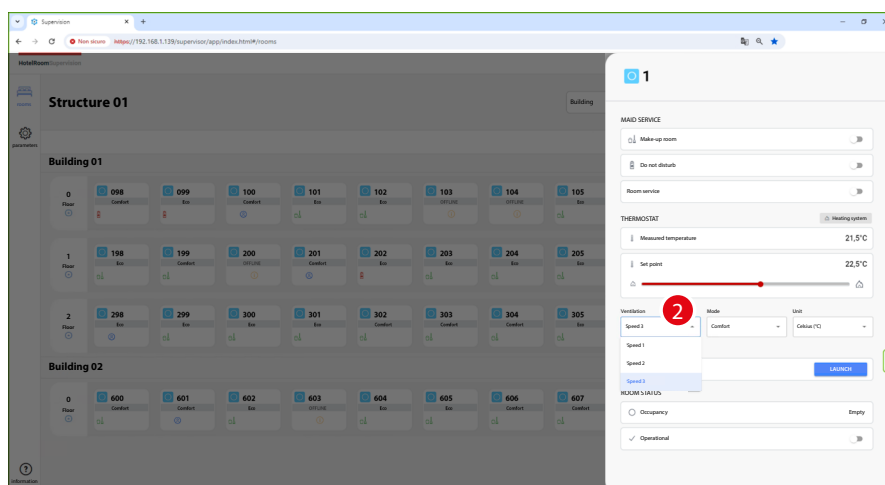 Supervision
Non sicuro https://192.168.1.139/supervisor/app/index.html#/rooms
HotelRoomSupervision
rooms
parameters
information
Structure 01
Building
Building 01
0 Floor
098 Comfort
099 Eco
100 Comfort
101 Eco
102 Eco
103 OFFLINE
104 OFFLINE
105 Eco
1 Floor
198 Eco
199 Eco
200 OFFLINE
201 Comfort
202 Eco
203 Eco
204 Eco
205 Eco
2 Floor
298 Eco
299 Eco
300 Eco
301 Eco
302 Comfort
303 Comfort
304 Comfort
305 Eco
Building 02
0 Floor
600 Comfort
601 Comfort
602 Eco
603 OFFLINE
604 Eco
605 Eco
606 Comfort
607 Comfort
1
MAID SERVICE
Make-up room
Do not disturb
Room service
THERMOSTAT
Heating system
Measured temperature 21,5°C
Set point 22,5°C
Ventilation
Mode
Unit
2
Speed 3
Comfort
Celsius (°C)
Speed 1
Speed 2
Speed 3
LAUNCH
ROOM STATUS
Occupancy Empty
Operational